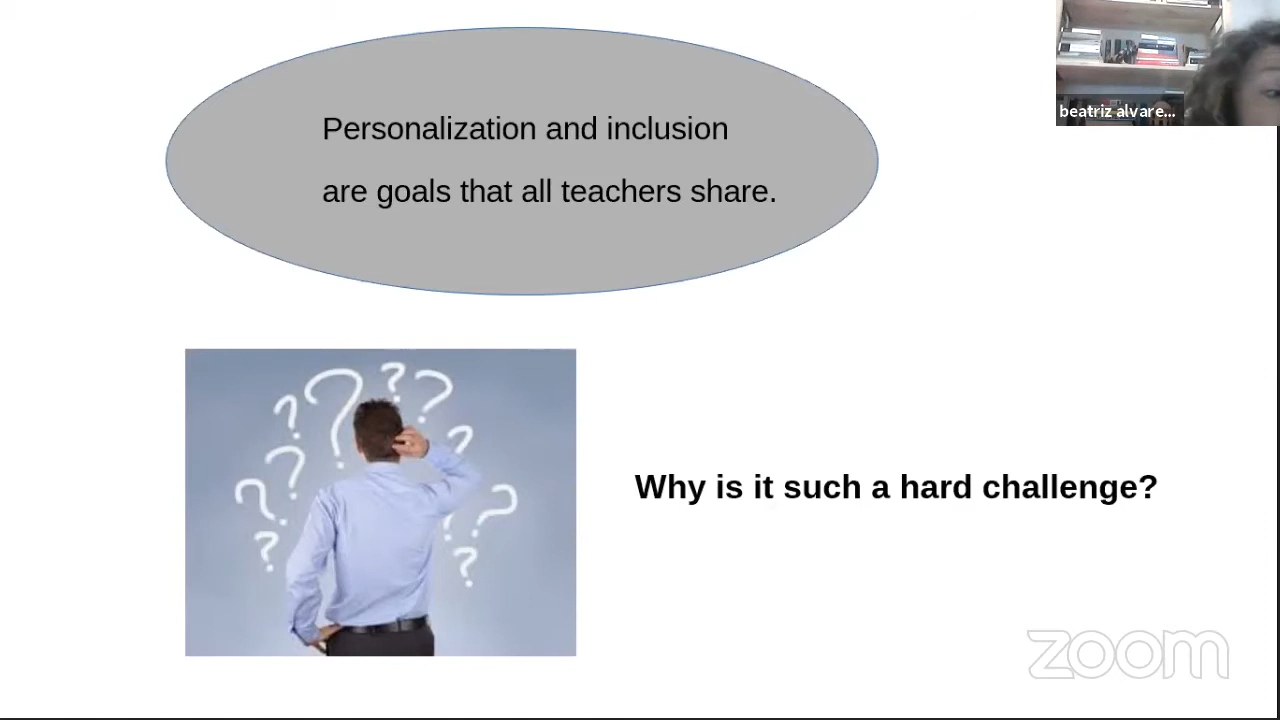 Personalization and inclusion
are goals that all teachers share.
beatriz alvare...
Why is it such a hard challenge?
zoom